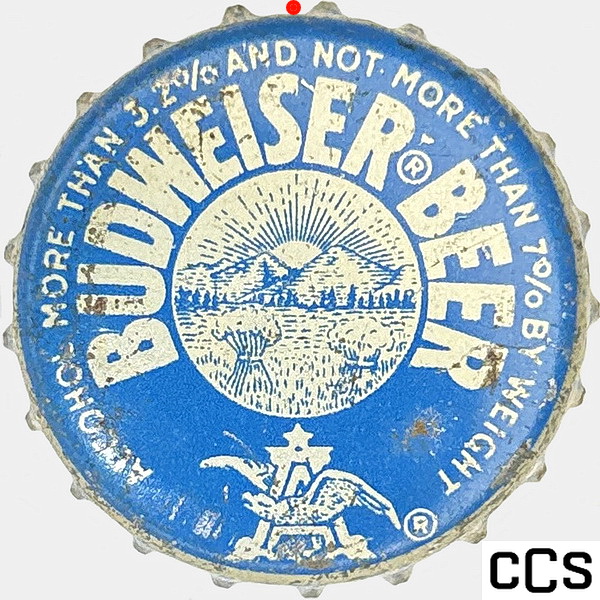 ALCOHOL MORE THAN 3.2% AND NOT MORE THAN 7% BY WEIGHT
BUDWEISER® BEER
A
®
CCS